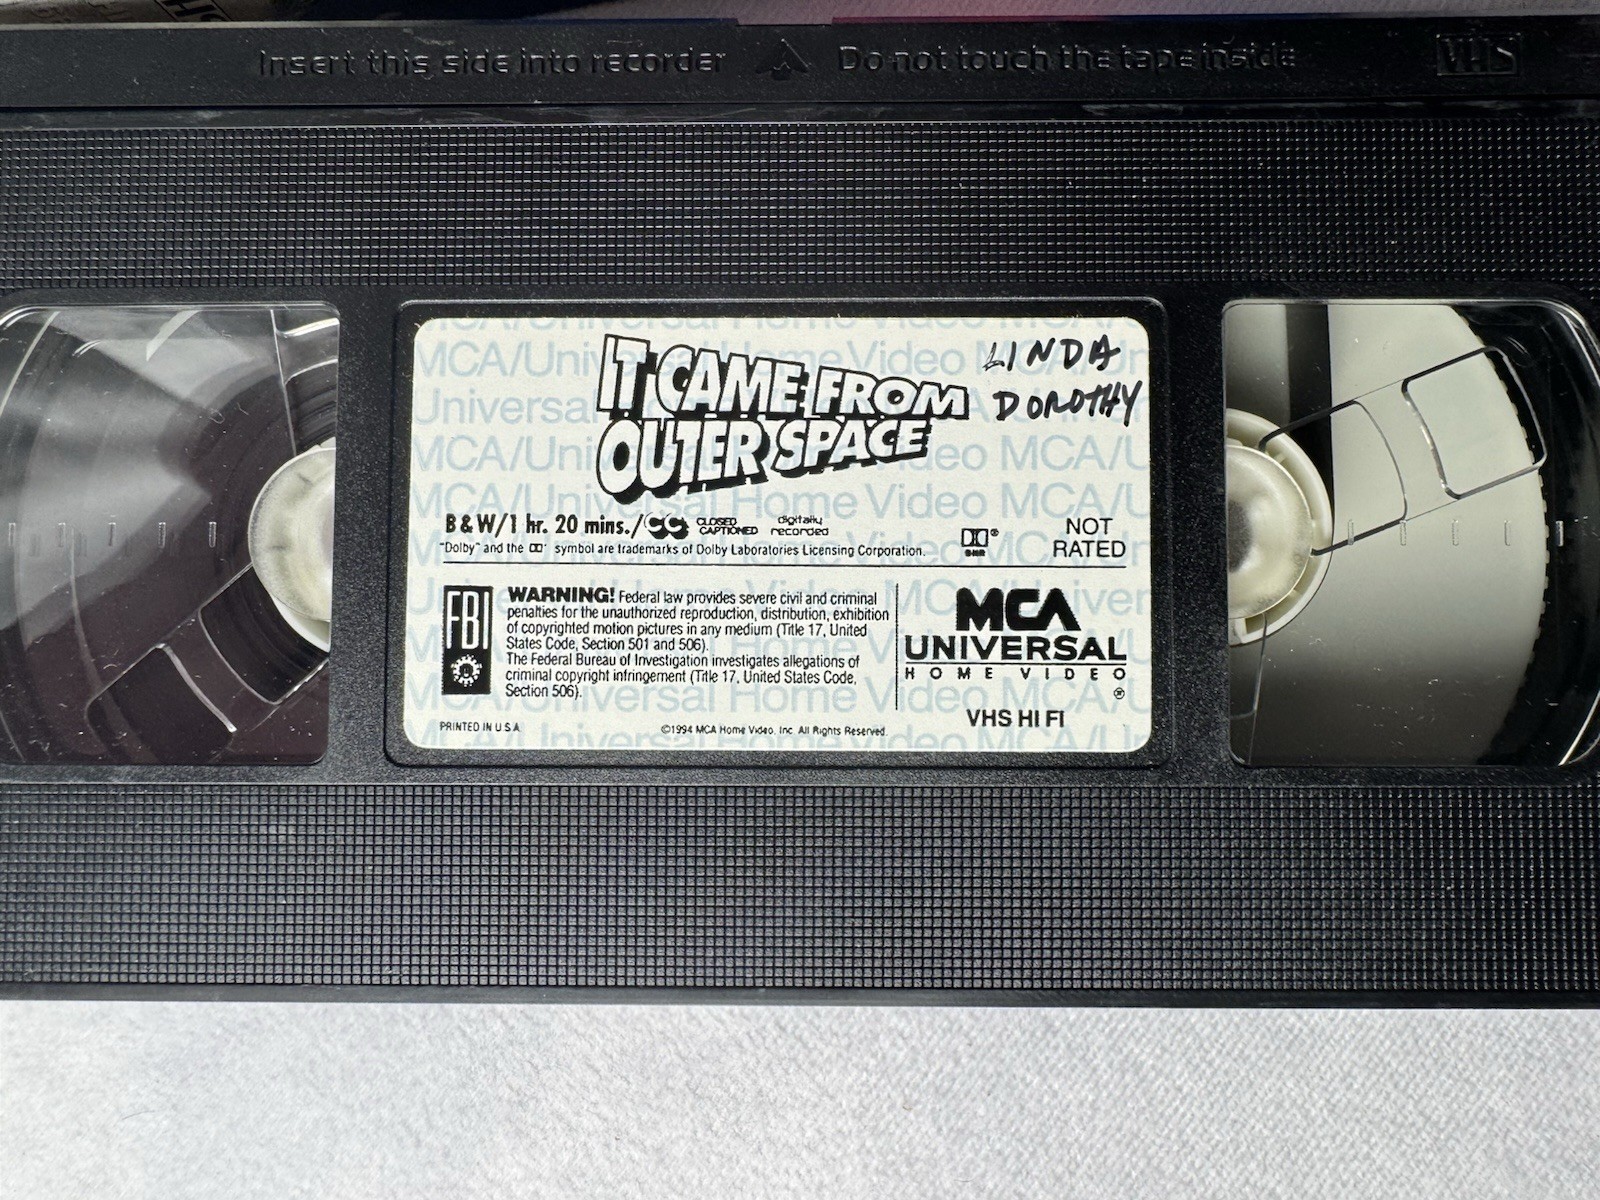 Insert this side into recorder Do not touch the tape inside VHS
IT CAME FROM
OUTER SPACE
LINDA
DOROTHY
B & W/1 hr. 20 mins./CC CLOSED CAPTIONED digitally recorded
"Dolby" and the symbol are trademarks of Dolby Laboratories Licensing Corporation.
NOT
RATED
FBI
WARNING! Federal law provides severe civil and criminal
penalties for the unauthorized reproduction, distribution, exhibition
of copyrighted motion pictures in any medium (Title 17, United
States Code, Section 501 and 506).
The Federal Bureau of Investigation investigates allegations of
criminal copyright infringement (Title 17, United States Code,
Section 506).
MCA
UNIVERSAL
HOME VIDEO
®
VHS HI FI
PRINTED IN U.S.A.
©1994 MCA Home Video, Inc. All Rights Reserved.